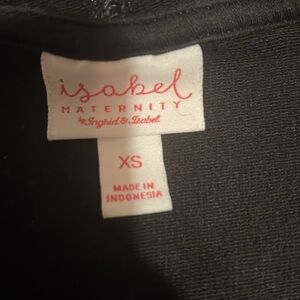 isabel
MATERNITY
by Ingrid & Isabel
XS
MADE IN
INDONESIA